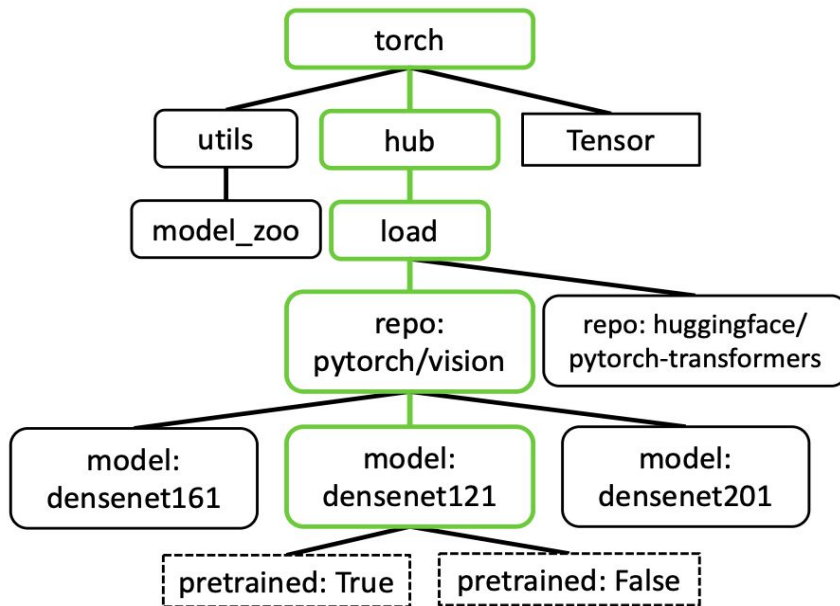 torch
utils
hub
Tensor
model_zoo
load
repo:
pytorch/vision
repo: huggingface/
pytorch-transformers
model:
densenet161
model:
densenet121
model:
densenet201
pretrained: True
pretrained: False